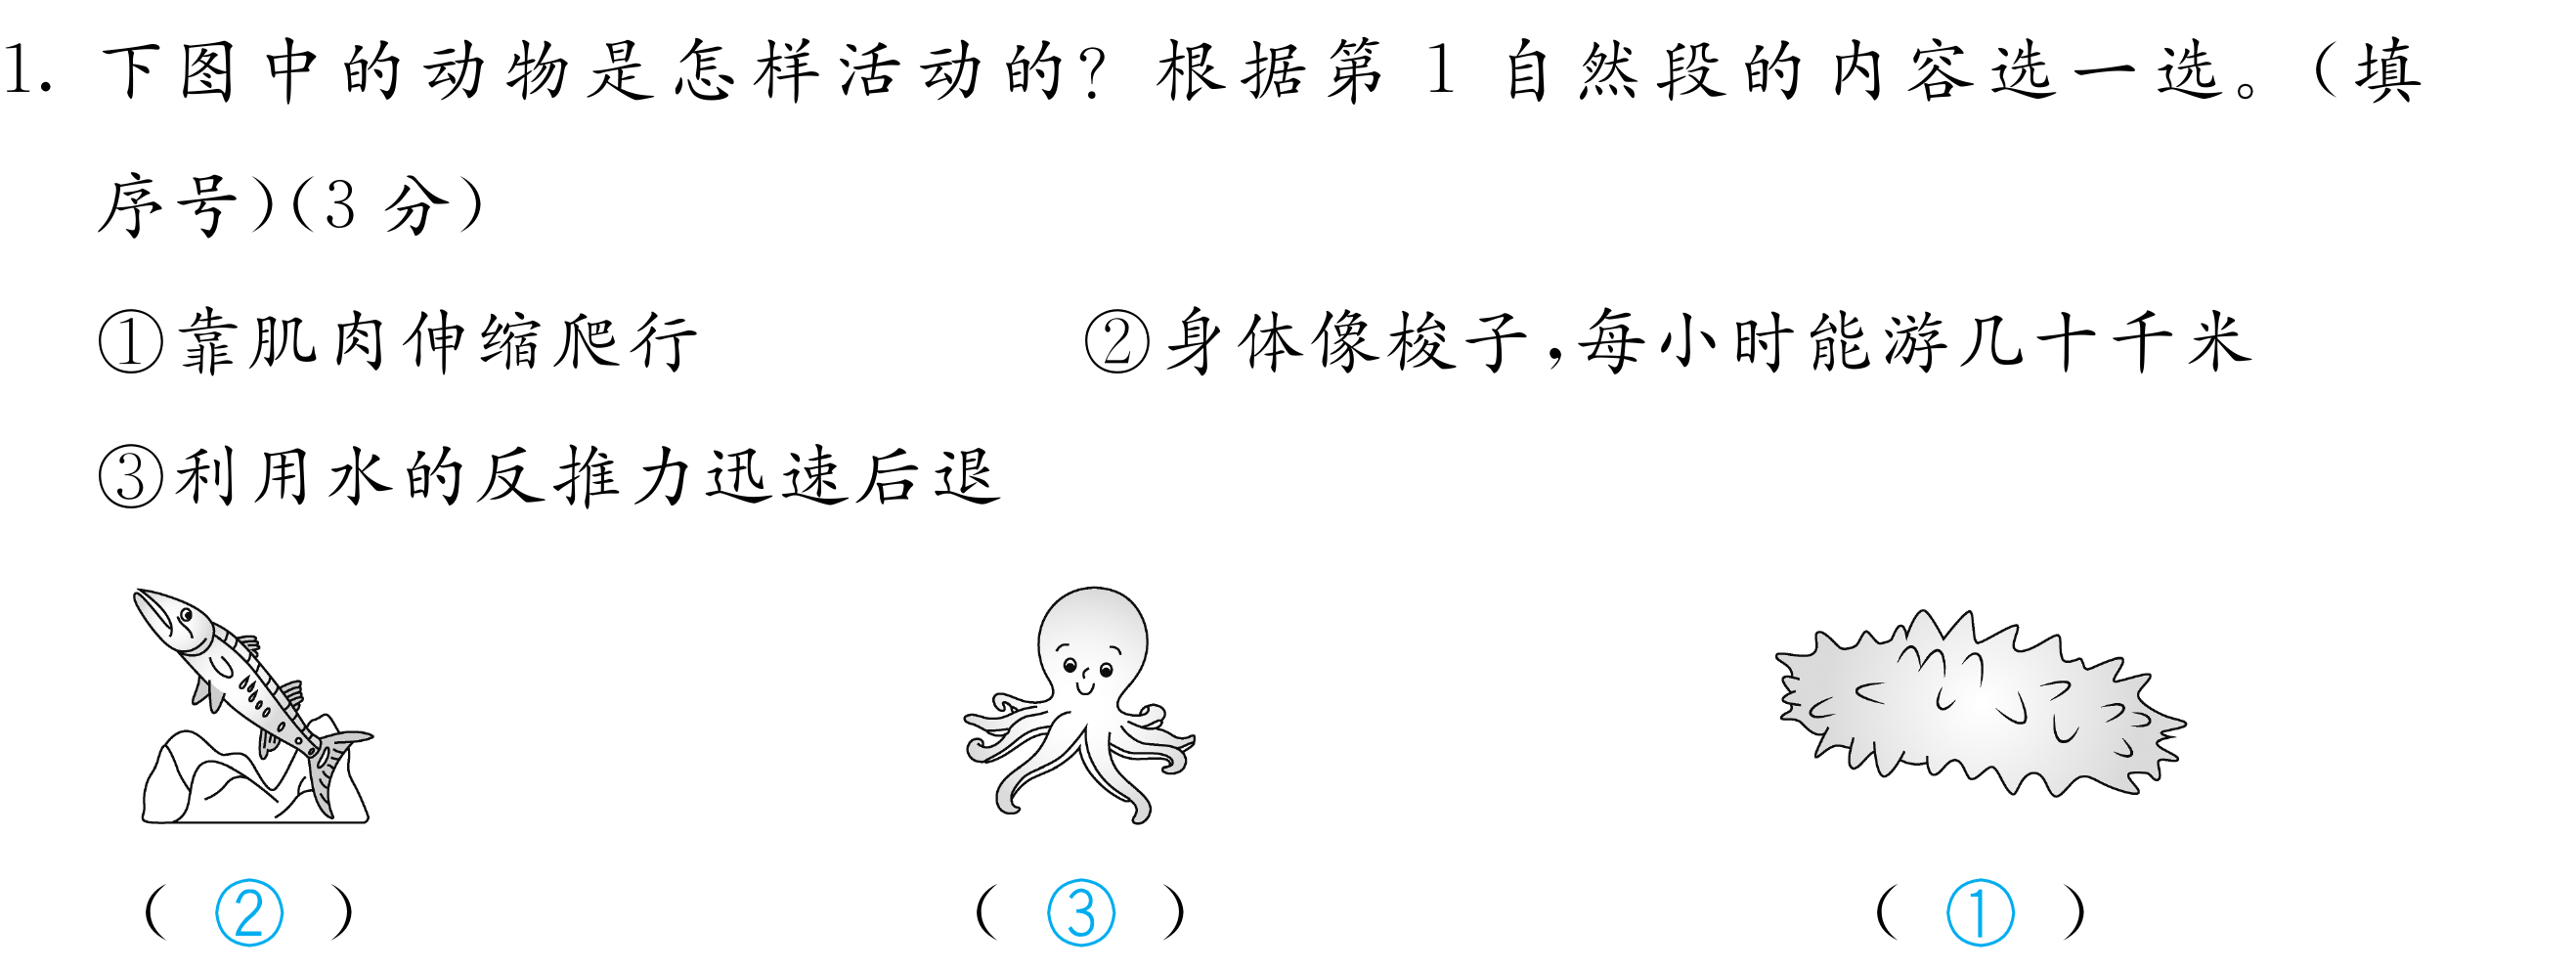 1. 下图中的动物是怎样活动的？根据第 1 自然段的内容选一选。（填
序号）（3 分）
①靠肌肉伸缩爬行 ②身体像梭子，每小时能游几十千米
③利用水的反推力迅速后退
（ ② ） （ ③ ） （ ① ）